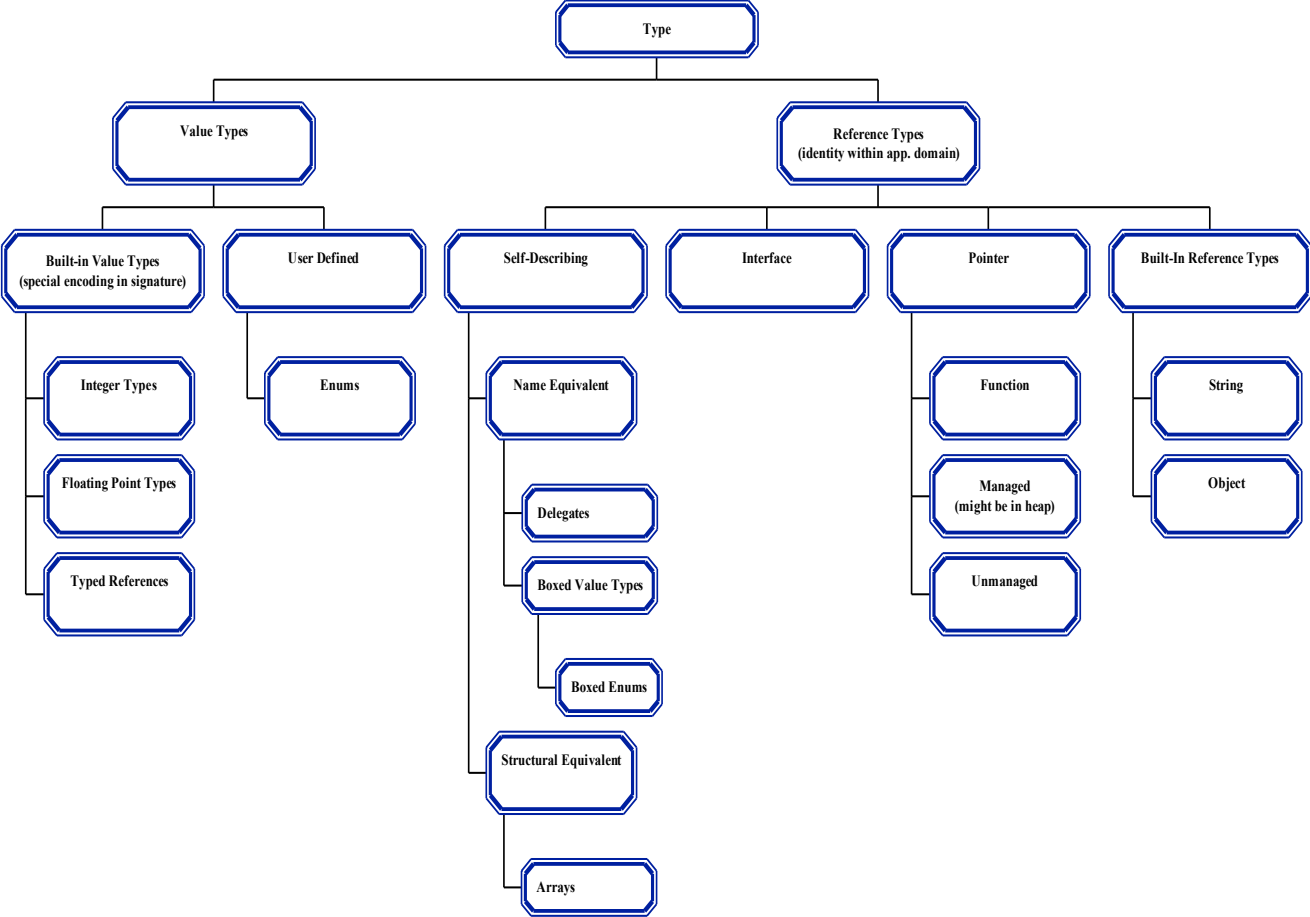 Type
Value Types
Reference Types
(identity within app. domain)
Built-in Value Types
(special encoding in signature)
User Defined
Self-Describing
Interface
Pointer
Built-In Reference Types
Integer Types
Enums
Name Equivalent
Function
String
Floating Point Types
Managed
(might be in heap)
Object
Delegates
Typed References
Boxed Value Types
Unmanaged
Boxed Enums
Structural Equivalent
Arrays